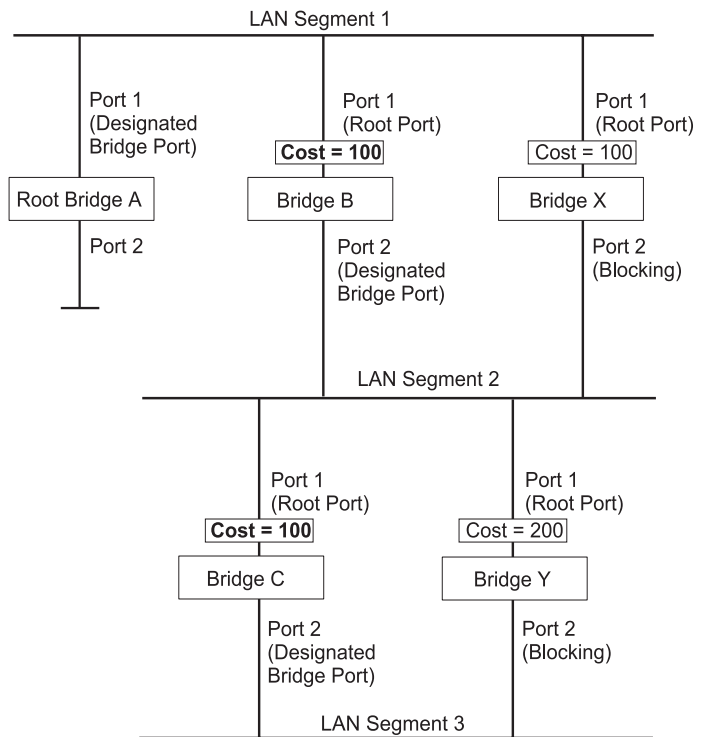 LAN Segment 1
Port 1
(Designated
Bridge Port)
Port 1
(Root Port)
Port 1
(Root Port)
Cost = 100
Cost = 100
Root Bridge A
Bridge B
Bridge X
Port 2
Port 2
(Designated
Bridge Port)
Port 2
(Blocking)
LAN Segment 2
Port 1
(Root Port)
Port 1
(Root Port)
Cost = 100
Cost = 200
Bridge C
Bridge Y
Port 2
(Designated
Bridge Port)
Port 2
(Blocking)
LAN Segment 3